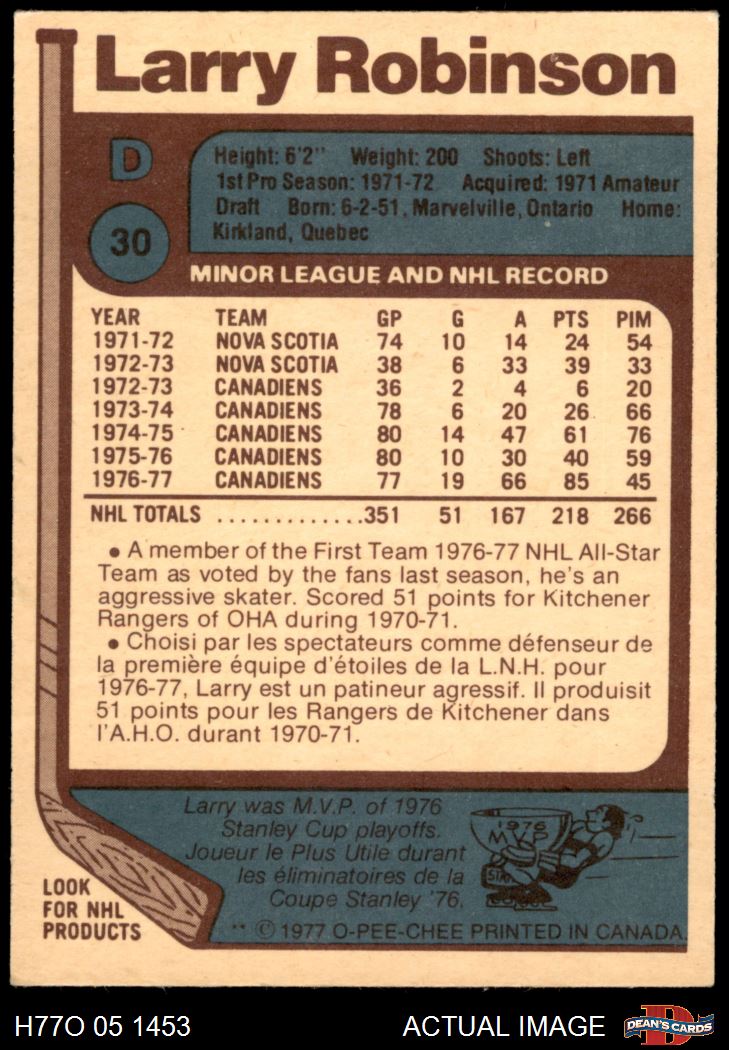 Larry Robinson
D
30
Height: 6'2" Weight: 200 Shoots: Left
1st Pro Season: 1971-72 Acquired: 1971 Amateur
Draft Born: 6-2-51, Marvelville, Ontario Home:
Kirkland, Quebec
MINOR LEAGUE AND NHL RECORD
YEAR TEAM GP G A PTS PIM
1971-72 NOVA SCOTIA 74 10 14 24 54
1972-73 NOVA SCOTIA 38 6 33 39 33
1972-73 CANADIENS 36 2 4 6 20
1973-74 CANADIENS 78 6 20 26 66
1974-75 CANADIENS 80 14 47 61 76
1975-76 CANADIENS 80 10 30 40 59
1976-77 CANADIENS 77 19 66 85 45
NHL TOTALS .............351 51 167 218 266
● A member of the First Team 1976-77 NHL All-Star
Team as voted by the fans last season, he's an
aggressive skater. Scored 51 points for Kitchener
Rangers of OHA during 1970-71.
● Choisi par les spectateurs comme défenseur de
la première équipe d'étoiles de la L.N.H. pour
1976-77, Larry est un patineur agressif. Il produisit
51 points pour les Rangers de Kitchener dans
l'A.H.O. durant 1970-71.
Larry was M.V.P. of 1976
Stanley Cup playoffs.
Joueur le Plus Utile durant
les éliminatoires de la
Coupe Stanley '76.
1976
MVP
LOOK
FOR NHL
PRODUCTS
** © 1977 O-PEE-CHEE PRINTED IN CANADA.
H77O 05 1453 ACTUAL IMAGE
DEAN'S CARDS